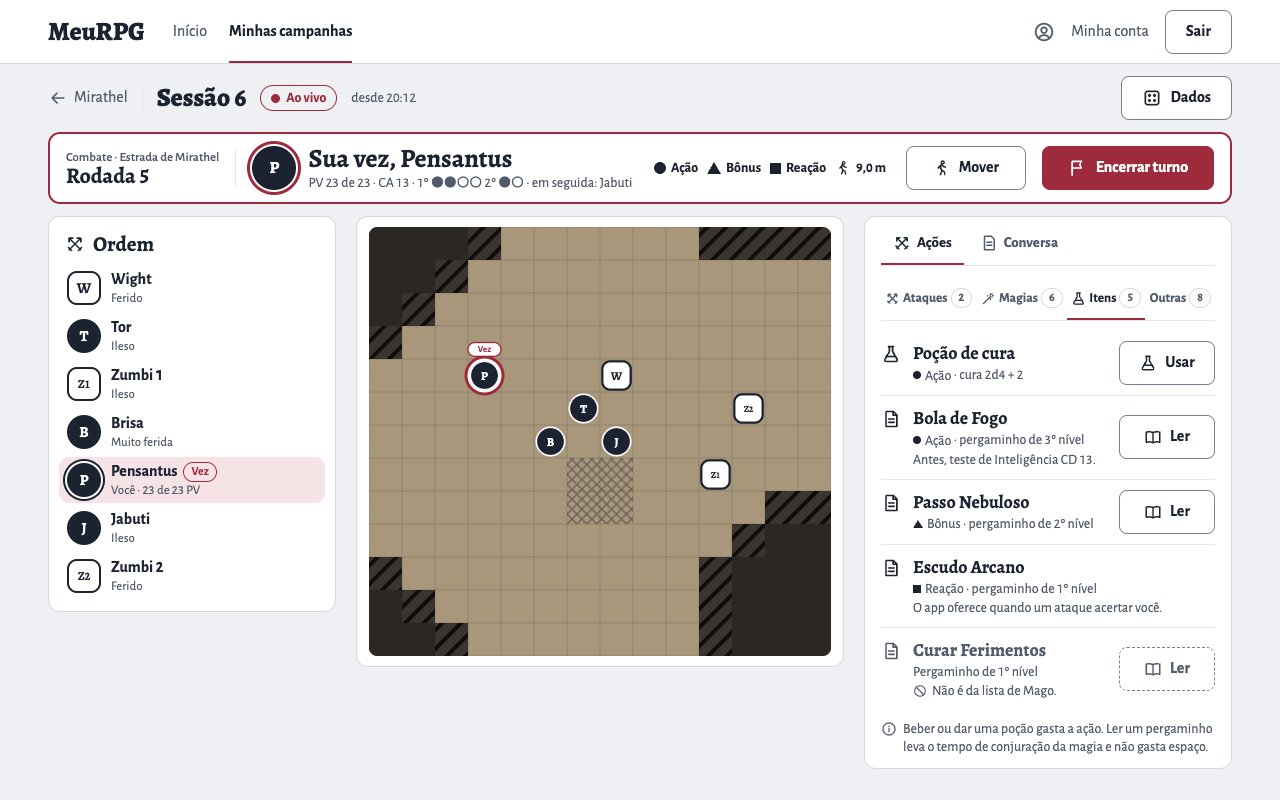 MeuRPG
Início
Minhas campanhas
Minha conta
Sair
Mirathel
Sessão 6
Ao vivo
desde 20:12
Dados
Combate · Estrada de Mirathel
Rodada 5
P
Sua vez, Pensantus
PV 23 de 23 · CA 13 · 1º 2º · em seguida: Jabuti
Ação
Bônus
Reação
9,0 m
Mover
Encerrar turno
Ordem
W
Wight
Ferido
T
Tor
Ileso
Z1
Zumbi 1
Ileso
B
Brisa
Muito ferida
P
Pensantus
Vez
Você · 23 de 23 PV
J
Jabuti
Ileso
Z2
Zumbi 2
Ferido
Vez
P
W
T
Z2
B
J
Z1
Ações
Conversa
Ataques 2
Magias 6
Itens 5
Outras 8
Poção de cura
Ação · cura 2d4 + 2
Usar
Bola de Fogo
Ação · pergaminho de 3º nível
Antes, teste de Inteligência CD 13.
Ler
Passo Nebuloso
Bônus · pergaminho de 2º nível
Ler
Escudo Arcano
Reação · pergaminho de 1º nível
O app oferece quando um ataque acertar você.
Curar Ferimentos
Pergaminho de 1º nível
Não é da lista de Mago.
Ler
Beber ou dar uma poção gasta a ação. Ler um pergaminho
leva o tempo de conjuração da magia e não gasta espaço.